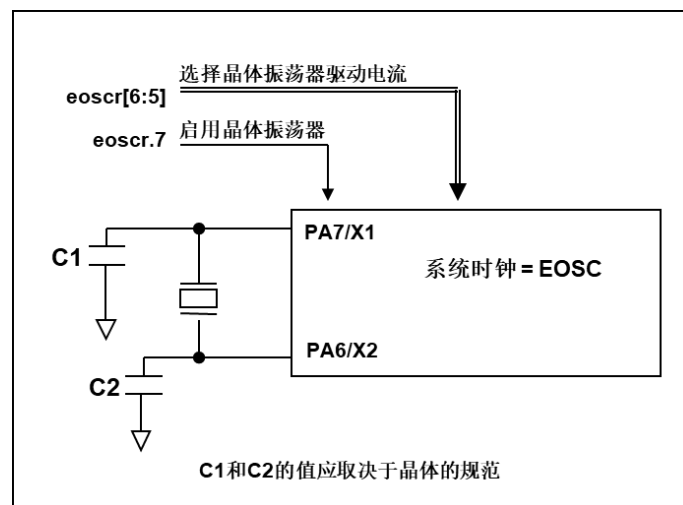 选择晶体振荡器驱动电流
eoscr[6:5]
eoscr.7 启用晶体振荡器
PA7/X1
C1
系统时钟 = EOSC
PA6/X2
C2
C1和C2的值应取决于晶体的规范